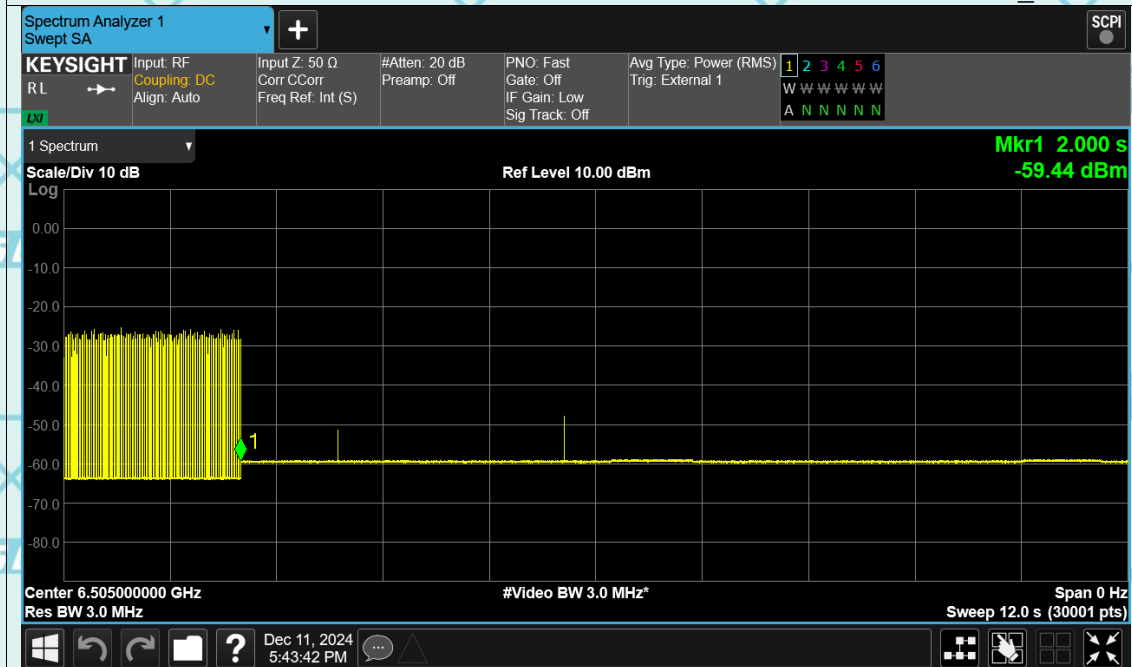 Spectrum Analyzer 1
Swept SA
+
SCPI
KEYSIGHT
RL
LXI
Input: RF
Coupling: DC
Align: Auto
Input Z: 50 Ω
Corr CCorr
Freq Ref: Int (S)
#Atten: 20 dB
Preamp: Off
PNO: Fast
Gate: Off
IF Gain: Low
Sig Track: Off
Avg Type: Power (RMS)
Trig: External 1
1 2 3 4 5 6
W W W W W W
A N N N N N
1 Spectrum
Mkr1 2.000 s
-59.44 dBm
Scale/Div 10 dB
Ref Level 10.00 dBm
Log
0.00
-10.0
-20.0
-30.0
-40.0
-50.0
-60.0
-70.0
-80.0
1
Center 6.505000000 GHz
#Video BW 3.0 MHz*
Span 0 Hz
Res BW 3.0 MHz
Sweep 12.0 s (30001 pts)
?
Dec 11, 2024
5:43:42 PM